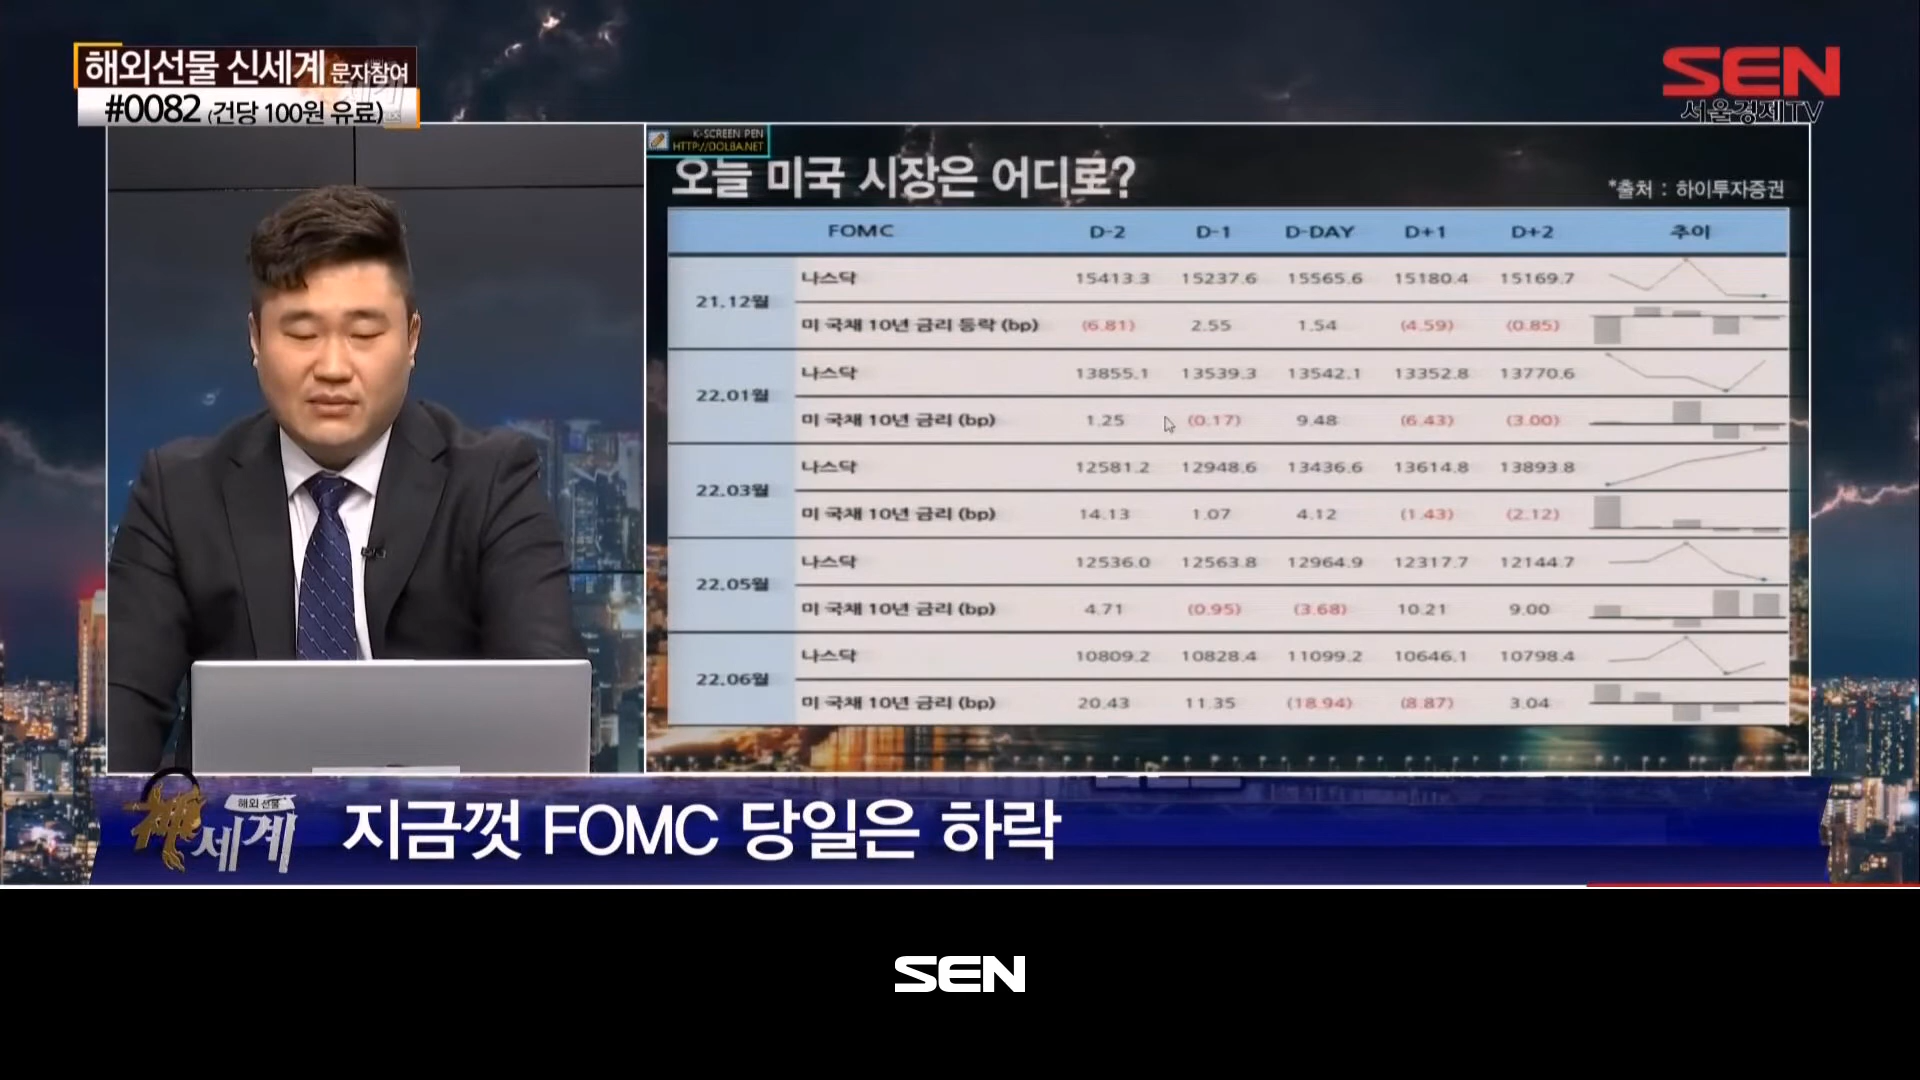 해외선물 신세계 문자참여
#0082 (건당 100원 유료)
SEN
서울경제TV
K-SCREEN PEN
HTTP://DOLBA.NET
오늘 미국 시장은 어디로?
*출처 : 하이투자증권
FOMC D-2 D-1 D-DAY D+1 D+2 추이
21.12월
나스닥 15413.3 15237.6 15565.6 15180.4 15169.7
미 국채 10년 금리 등락 (bp) (6.81) 2.55 1.54 (4.59) (0.85)
22.01월
나스닥 13855.1 13539.3 13542.1 13352.8 13770.6
미 국채 10년 금리 (bp) 1.25 (0.17) 9.48 (6.43) (3.00)
22.03월
나스닥 12581.2 12948.6 13436.6 13614.8 13893.8
미 국채 10년 금리 (bp) 14.13 1.07 4.12 (1.43) (2.12)
22.05월
나스닥 12536.0 12563.8 12964.9 12317.7 12144.7
미 국채 10년 금리 (bp) 4.71 (0.95) (3.68) 10.21 9.00
22.06월
나스닥 10809.2 10828.4 11099.2 10646.1 10798.4
미 국채 10년 금리 (bp) 20.43 11.35 (18.94) (8.87) 3.04
해외선물
神세계
지금껏 FOMC 당일은 하락
SEN